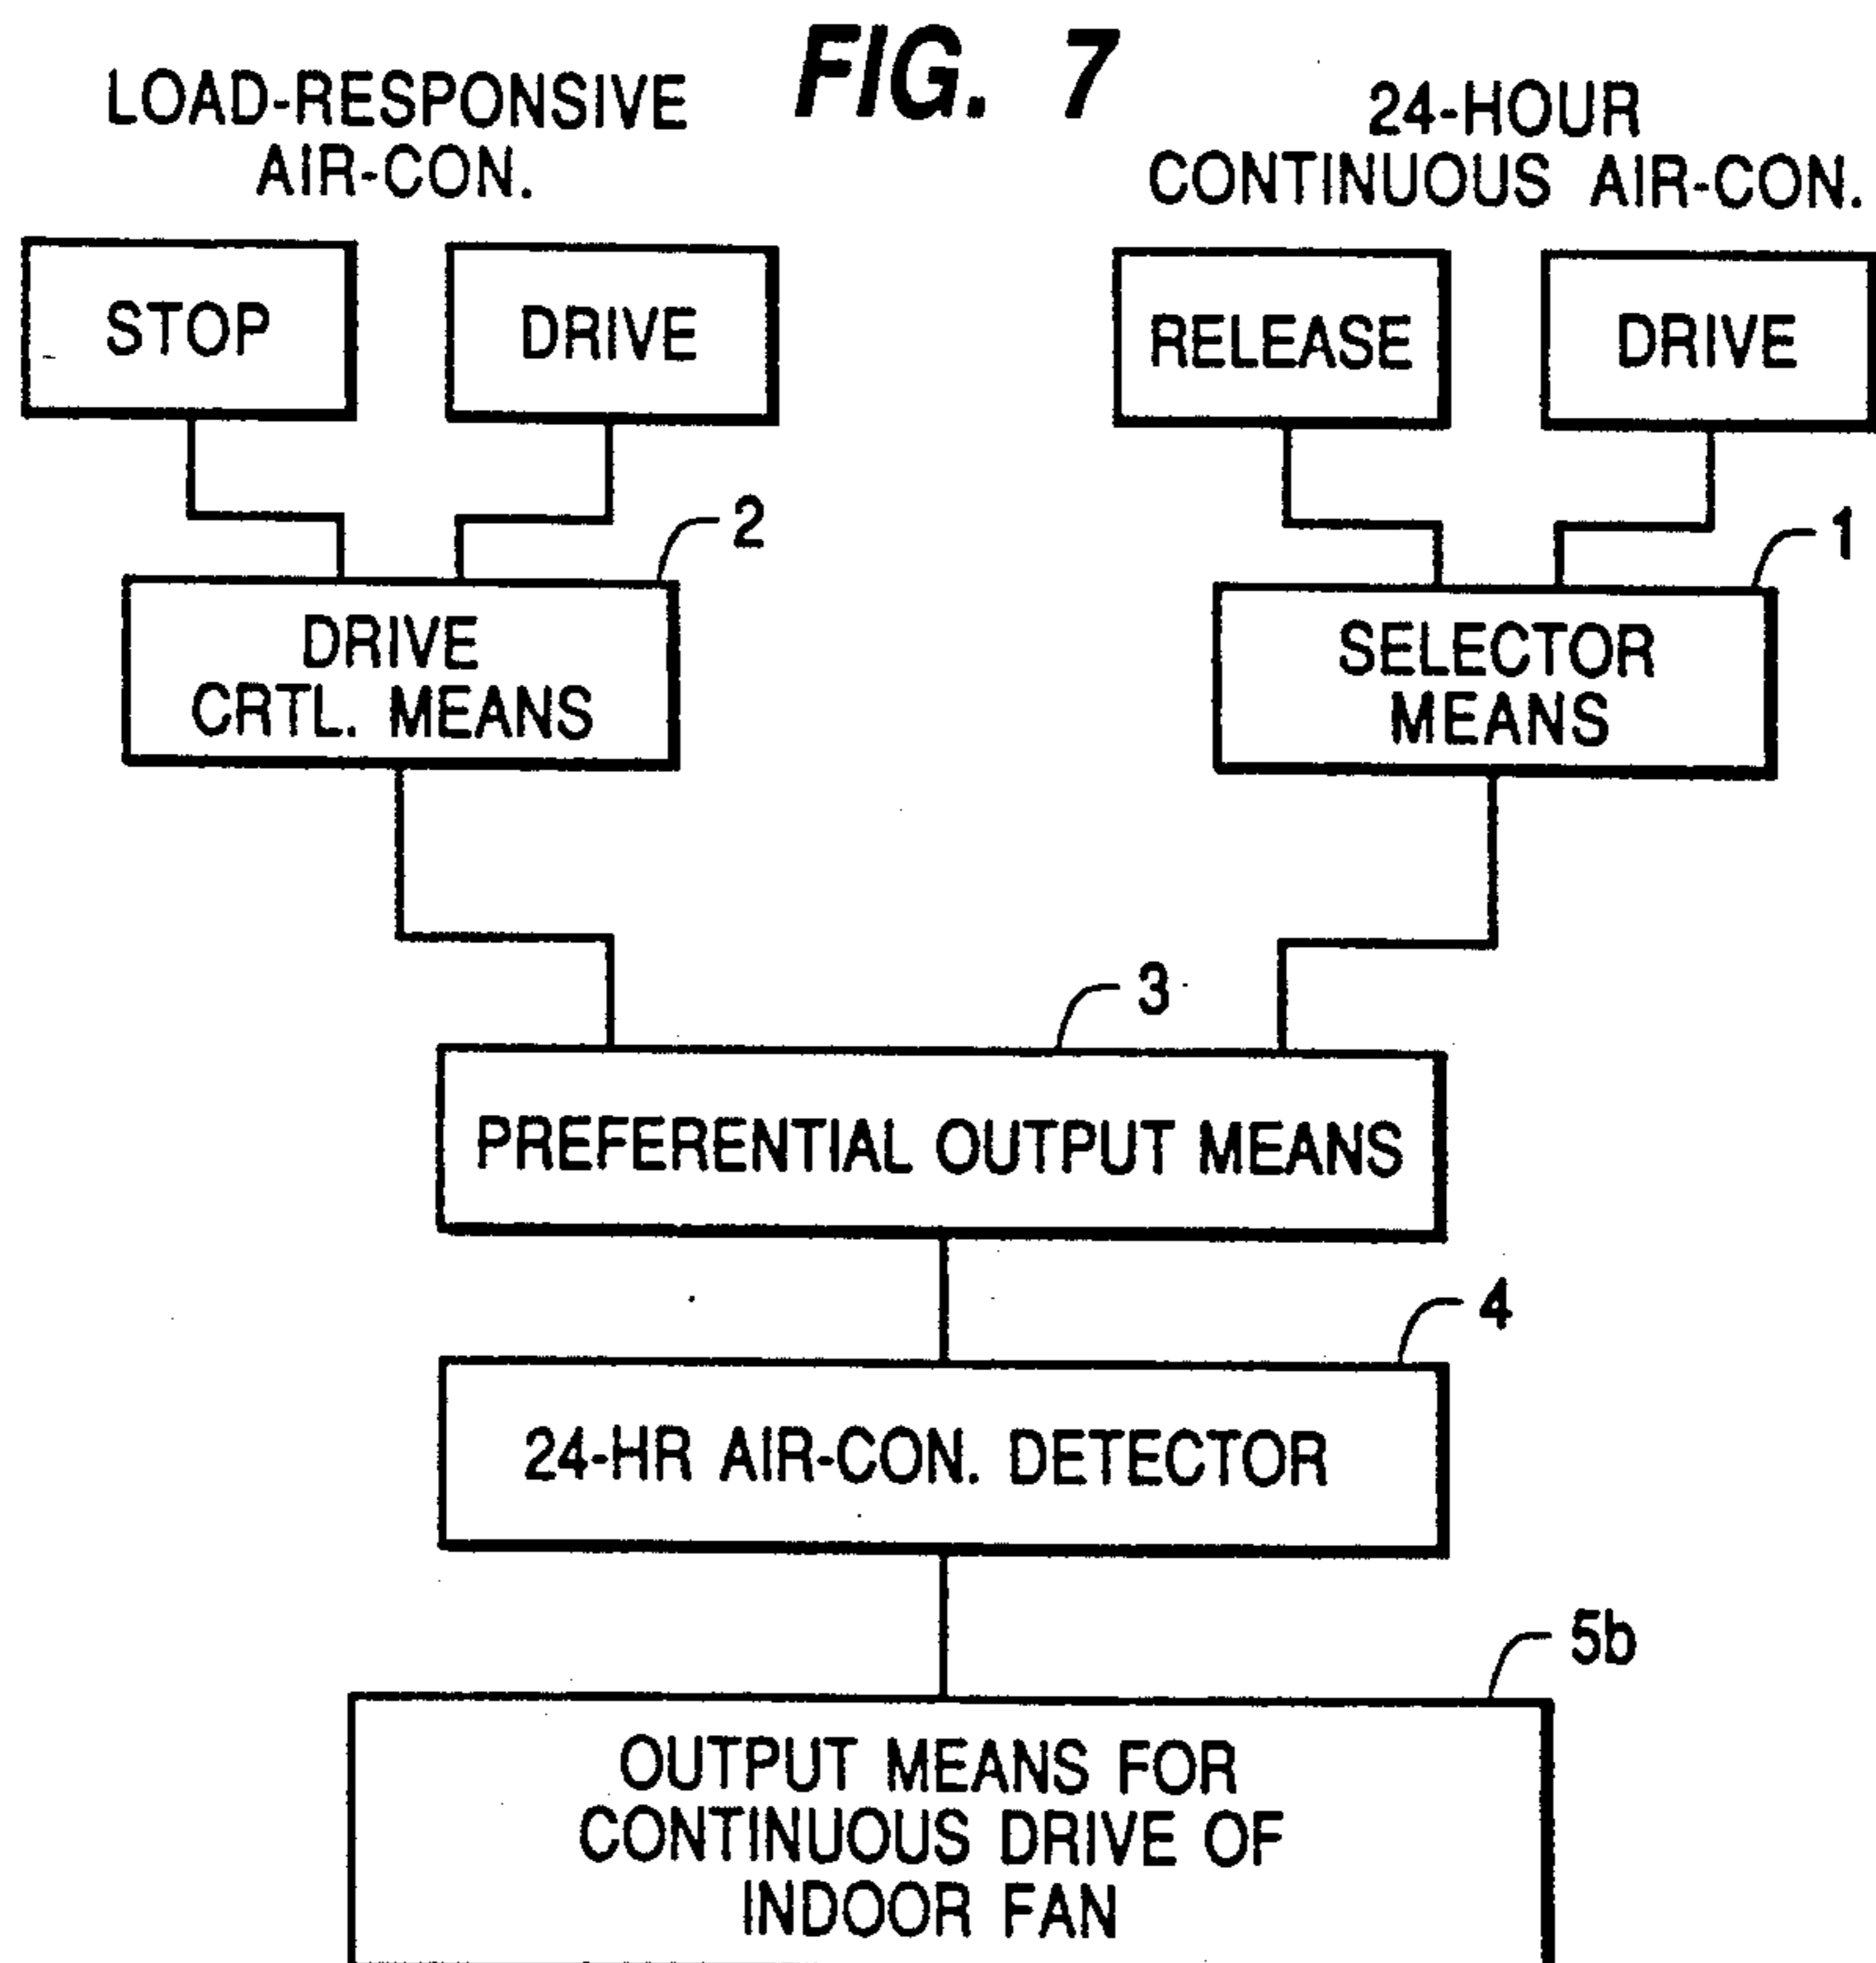 FIG. 7
LOAD-RESPONSIVE
AIR-CON.
24-HOUR
CONTINUOUS AIR-CON.
STOP
DRIVE
RELEASE
DRIVE
2
1
DRIVE
CRTL. MEANS
SELECTOR
MEANS
3
PREFERENTIAL OUTPUT MEANS
4
24-HR AIR-CON. DETECTOR
5b
OUTPUT MEANS FOR
CONTINUOUS DRIVE OF
INDOOR FAN